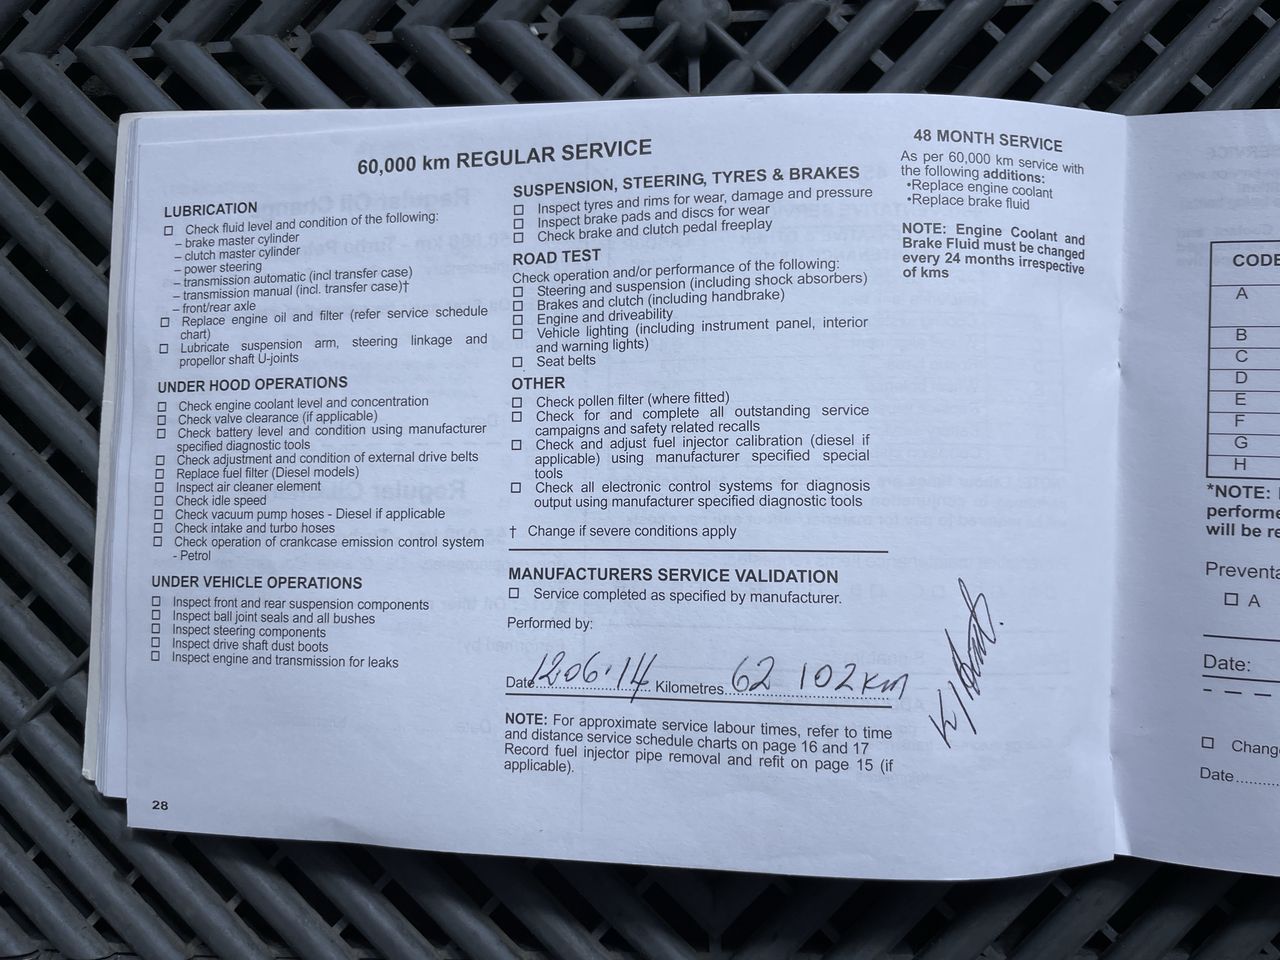 60,000 km REGULAR SERVICE
LUBRICATION
☐ Check fluid level and condition of the following:
– brake master cylinder
– clutch master cylinder
– power steering
– transmission automatic (incl transfer case)
– transmission manual (incl. transfer case)†
– front/rear axle
☐ Replace engine oil and filter (refer service schedule
chart)
☐ Lubricate suspension arm, steering linkage and
propellor shaft U-joints
UNDER HOOD OPERATIONS
☐ Check engine coolant level and concentration
☐ Check valve clearance (if applicable)
☐ Check battery level and condition using manufacturer
specified diagnostic tools
☐ Check adjustment and condition of external drive belts
☐ Replace fuel filter (Diesel models)
☐ Inspect air cleaner element
☐ Check idle speed
☐ Check vacuum pump hoses - Diesel if applicable
☐ Check intake and turbo hoses
☐ Check operation of crankcase emission control system
- Petrol
UNDER VEHICLE OPERATIONS
☐ Inspect front and rear suspension components
☐ Inspect ball joint seals and all bushes
☐ Inspect steering components
☐ Inspect drive shaft dust boots
☐ Inspect engine and transmission for leaks
28
SUSPENSION, STEERING, TYRES & BRAKES
☐ Inspect tyres and rims for wear, damage and pressure
☐ Inspect brake pads and discs for wear
☐ Check brake and clutch pedal freeplay
ROAD TEST
Check operation and/or performance of the following:
☐ Steering and suspension (including shock absorbers)
☐ Brakes and clutch (including handbrake)
☐ Engine and driveability
☐ Vehicle lighting (including instrument panel, interior
and warning lights)
☐ Seat belts
OTHER
☐ Check pollen filter (where fitted)
☐ Check for and complete all outstanding service
campaigns and safety related recalls
☐ Check and adjust fuel injector calibration (diesel if
applicable) using manufacturer specified special
tools
☐ Check all electronic control systems for diagnosis
output using manufacturer specified diagnostic tools
† Change if severe conditions apply
MANUFACTURERS SERVICE VALIDATION
☐ Service completed as specified by manufacturer.
Performed by:
Date 12.06.14 Kilometres 62 102 KM
NOTE: For approximate service labour times, refer to time
and distance service schedule charts on page 16 and 17
Record fuel injector pipe removal and refit on page 15 (if
applicable).
48 MONTH SERVICE
As per 60,000 km service with
the following additions:
•Replace engine coolant
•Replace brake fluid
NOTE: Engine Coolant and
Brake Fluid must be changed
every 24 months irrespective
of kms
CODE
A
B
C
D
E
F
G
H
*NOTE:
performe
will be re
Preventa
☐ A
Date:
☐ Change
Date